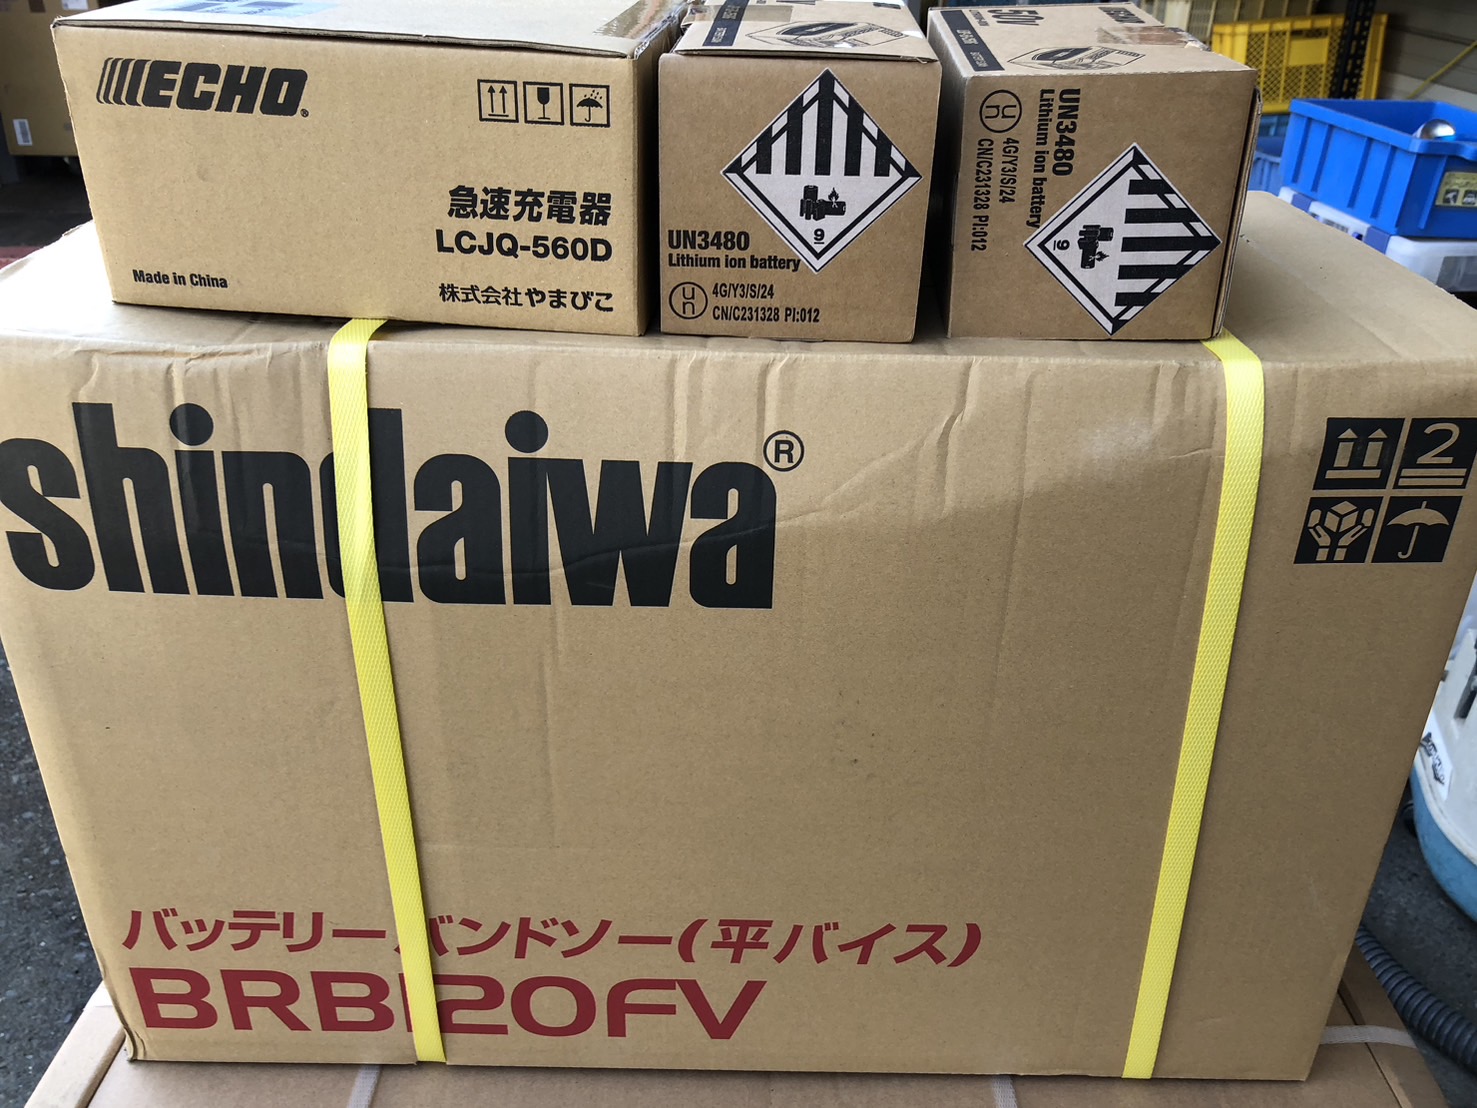 ECHO
急速充電器
LCJQ-560D
Made in China
株式会社やまびこ
UN3480
Lithium ion battery
un
4G/Y3/S/24
CN/C231328 PI:012
9
UN3480
Lithium ion battery
un
4G/Y3/S/24
CN/C231328 PI:012
9
shindaiwa®
2
バッテリーバンドソー(平バイス)
BRB120FV